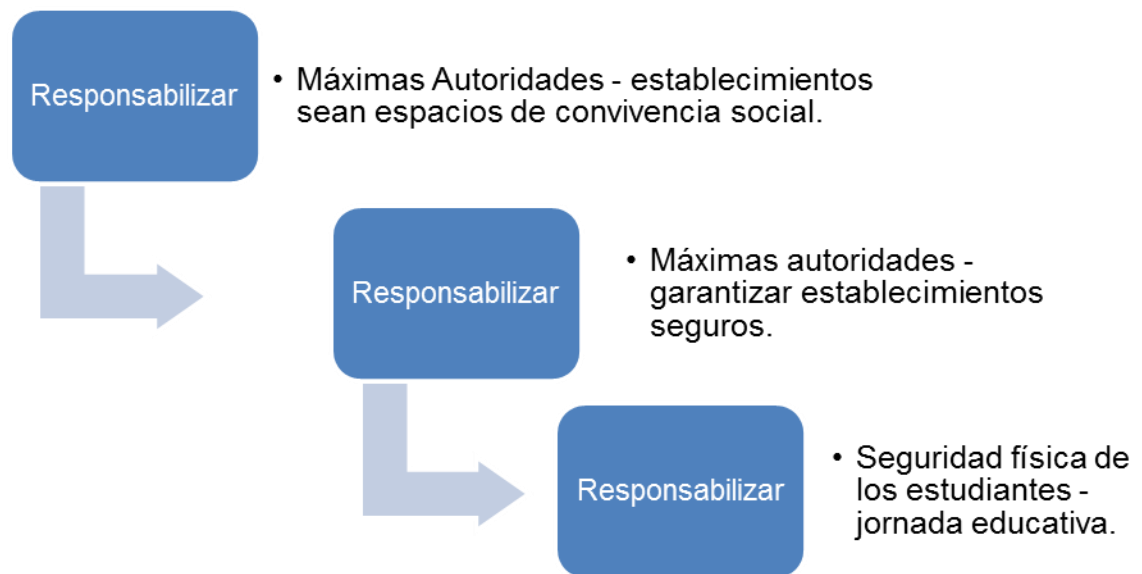 Responsabilizar
• Máximas Autoridades - establecimientos
sean espacios de convivencia social.
Responsabilizar
• Máximas autoridades -
garantizar establecimientos
seguros.
Responsabilizar
• Seguridad física de
los estudiantes -
jornada educativa.